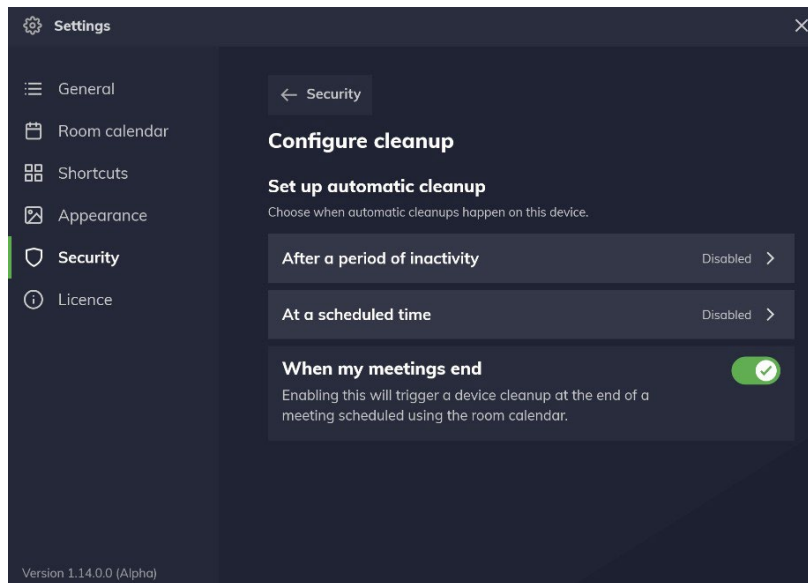 Settings
General
Room calendar
Shortcuts
Appearance
Security
Licence
Version 1.14.0.0 (Alpha)
← Security
Configure cleanup
Set up automatic cleanup
Choose when automatic cleanups happen on this device.
After a period of inactivity Disabled
At a scheduled time Disabled
When my meetings end
Enabling this will trigger a device cleanup at the end of a
meeting scheduled using the room calendar.